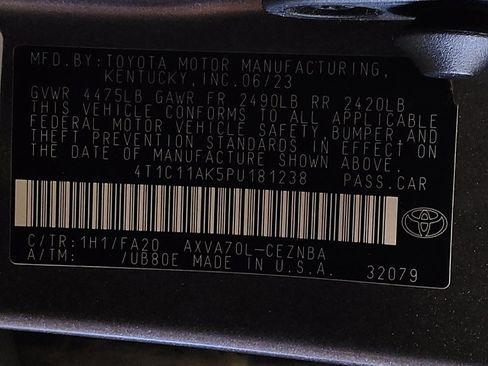 MFD.BY:TOYOTA MOTOR MANUFACTURING,
KENTUCKY,INC.06/23
GVWR 4475LB GAWR FR 2490LB RR 2420LB
THIS VEHICLE CONFORMS TO ALL APPLICABLE
FEDERAL MOTOR VEHICLE SAFETY,BUMPER,AND
THEFT PREVENTION STANDARDS IN EFFECT ON
THE DATE OF MANUFACTURE SHOWN ABOVE.
4T1C11AK5PU181238 PASS.CAR
C/TR:1H1/FA20 AXVA70L-CEZNBA
A/TM: /UB80E MADE IN U.S.A. 32079